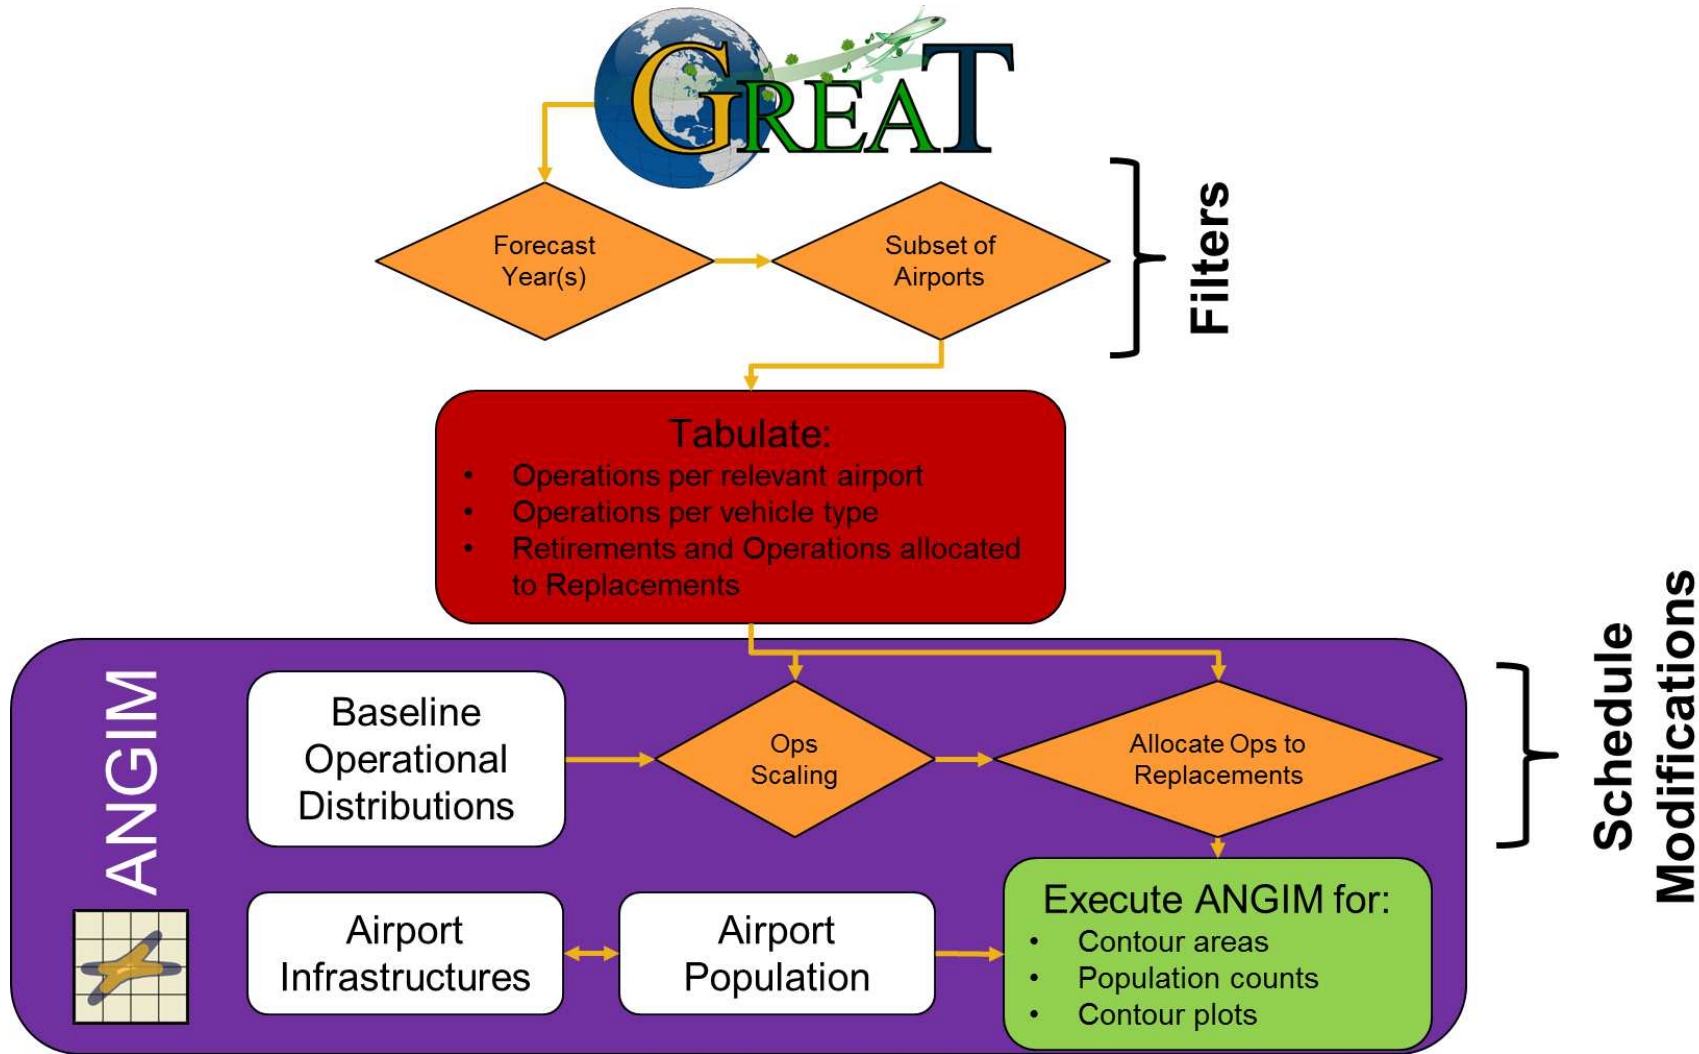 GREAT
Forecast
Year(s)
Subset of
Airports
Filters
Tabulate:
• Operations per relevant airport
• Operations per vehicle type
• Retirements and Operations allocated
to Replacements
ANGIM
Baseline
Operational
Distributions
Ops
Scaling
Allocate Ops to
Replacements
Schedule
Modifications
Airport
Infrastructures
Airport
Population
Execute ANGIM for:
• Contour areas
• Population counts
• Contour plots